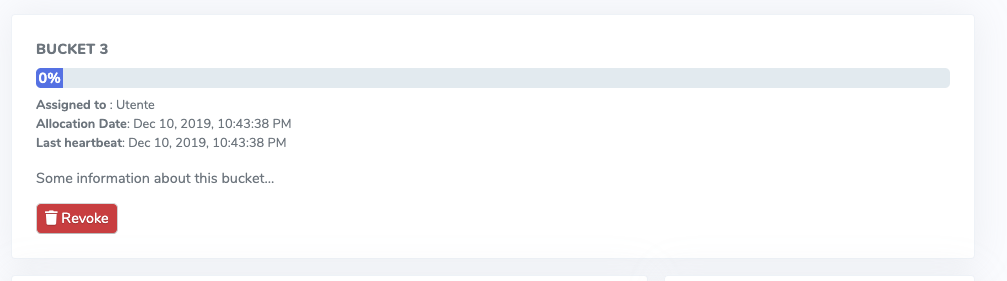 BUCKET 3
0%
Assigned to : Utente
Allocation Date: Dec 10, 2019, 10:43:38 PM
Last heartbeat: Dec 10, 2019, 10:43:38 PM
Some information about this bucket...
Revoke